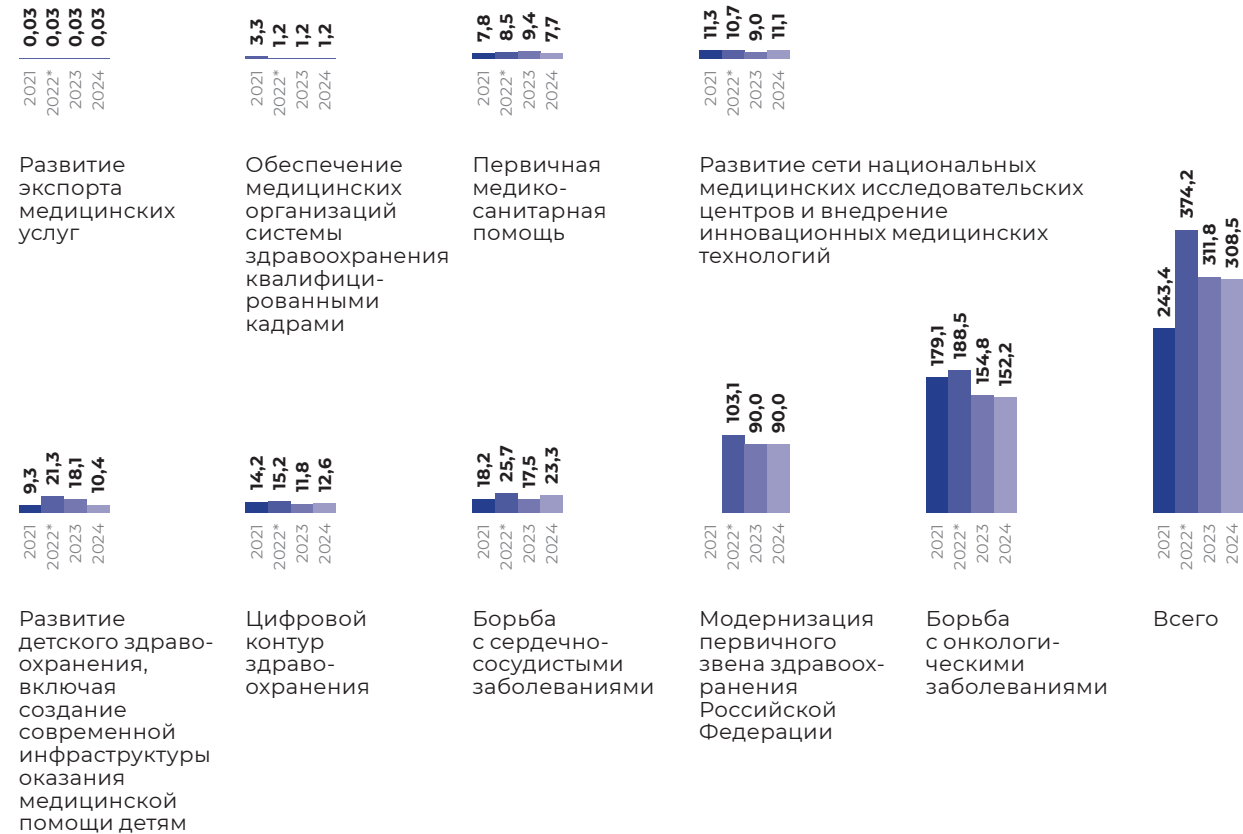 0,03
0,03
0,03
0,03
2021
2022*
2023
2024
Развитие
экспорта
медицинских
услуг
3,3
1,2
1,2
1,2
2021
2022*
2023
2024
Обеспечение
медицинских
организаций
системы
здравоохранения
квалифици-
рованными
кадрами
7,8
8,5
9,4
7,7
2021
2022*
2023
2024
Первичная
медико-
санитарная
помощь
11,3
10,7
9,0
11,1
2021
2022*
2023
2024
Развитие сети национальных
медицинских исследовательских
центров и внедрение
инновационных медицинских
технологий
9,3
21,3
18,1
10,4
2021
2022*
2023
2024
Развитие
детского здраво-
охранения,
включая
создание
современной
инфраструктуры
оказания
медицинской
помощи детям
14,2
15,2
11,8
12,6
2021
2022*
2023
2024
Цифровой
контур
здраво-
охранения
18,2
25,7
17,5
23,3
2021
2022*
2023
2024
Борьба
с сердечно-
сосудистыми
заболеваниями
103,1
90,0
90,0
2021
2022*
2023
2024
Модернизация
первичного
звена здравоох-
ранения
Российской
Федерации
179,1
188,5
154,8
152,2
2021
2022*
2023
2024
Борьба
с онкологи-
ческими
заболеваниями
243,4
374,2
311,8
308,5
2021
2022*
2023
2024
Всего